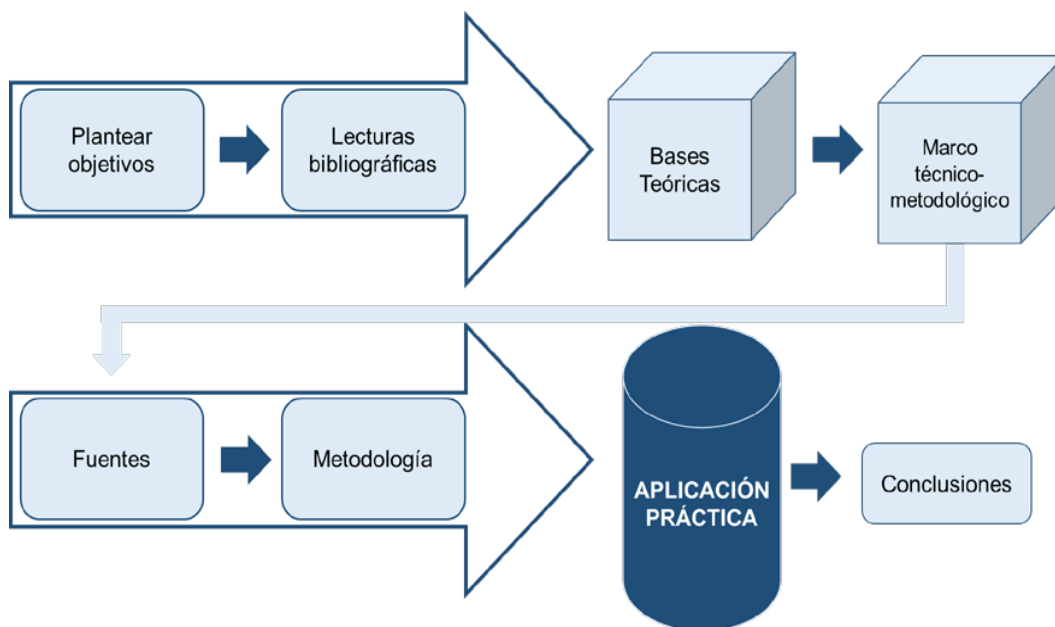 Plantear
objetivos
Lecturas
bibliográficas
Bases
Teóricas
Marco
técnico-
metodológico
Fuentes
Metodología
APLICACIÓN
PRÁCTICA
Conclusiones